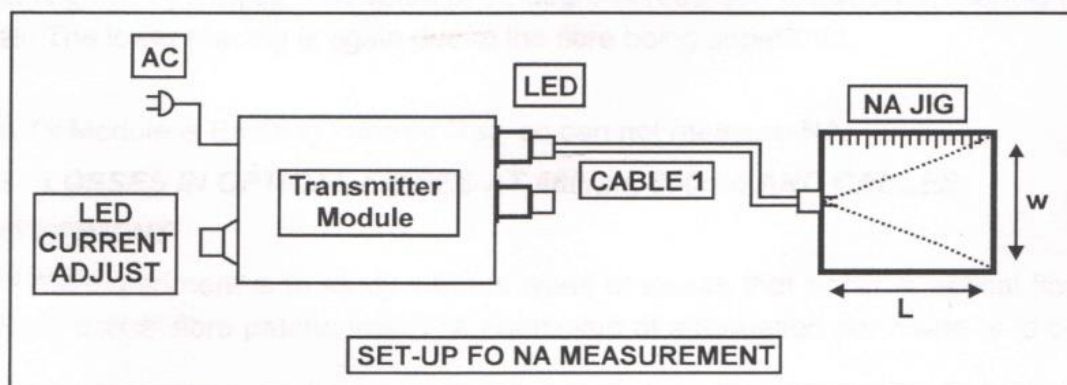 AC
LED
NA JIG
Transmitter
Module
CABLE 1
LED
CURRENT
ADJUST
W
L
SET-UP FO NA MEASUREMENT